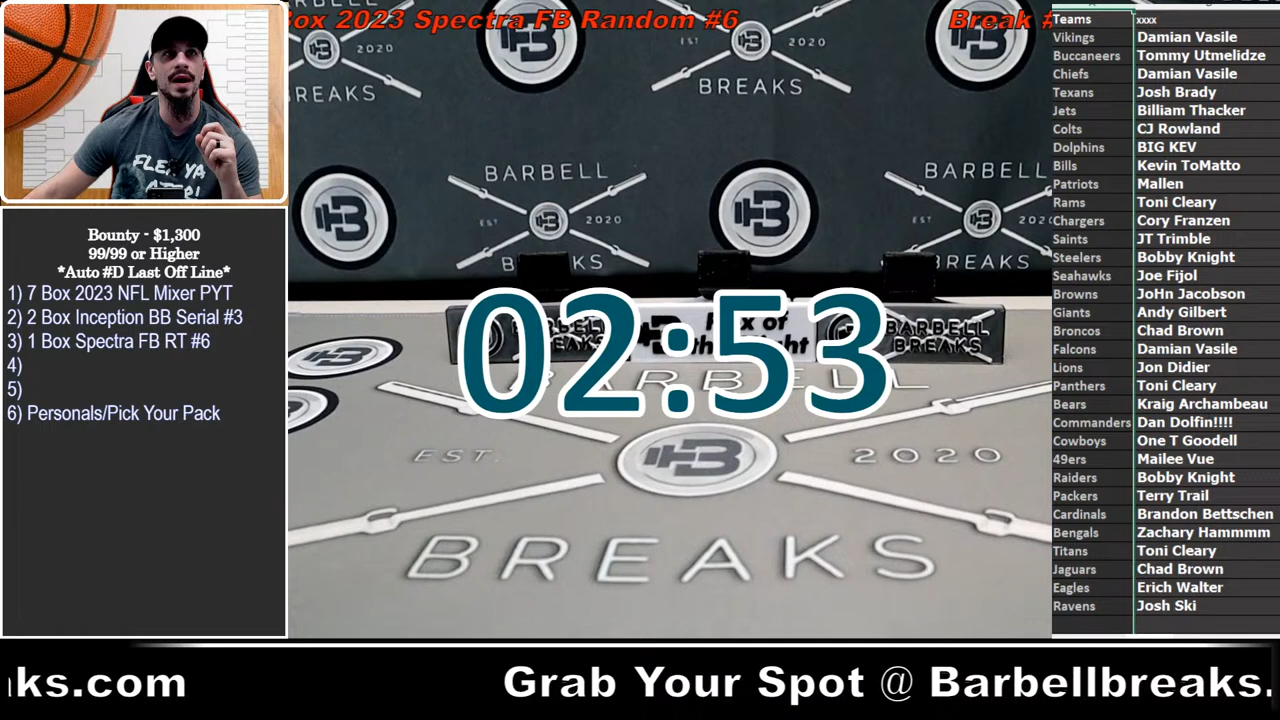 Box 2023 Spectra FB Random #6
Break #
FLEX YA
Bounty - $1,300
99/99 or Higher
*Auto #D Last Off Line*
1) 7 Box 2023 NFL Mixer PYT
2) 2 Box Inception BB Serial #3
3) 1 Box Spectra FB RT #6
4)
5)
6) Personals/Pick Your Pack
2020
BREAKS
EST
2020
BREAKS
BARBELL
EST
2020
BREAKS
BARBELL
EST
BREAKS
BARBELL
BREAKS
BARBELL
BREAKS
02:53
BARBELL
EST.
2020
BREAKS
Teams xxxx
Vikings Damian Vasile
Buccaneers Tommy Utmelidze
Chiefs Damian Vasile
Texans Josh Brady
Jets Billiam Thacker
Colts CJ Rowland
Dolphins BIG KEV
Bills Kevin ToMatto
Patriots Mallen
Rams Toni Cleary
Chargers Cory Franzen
Saints JT Trimble
Steelers Bobby Knight
Seahawks Joe Fijol
Browns JoHn Jacobson
Giants Andy Gilbert
Broncos Chad Brown
Falcons Damian Vasile
Lions Jon Didier
Panthers Toni Cleary
Bears Kraig Archambeau
Commanders Dan Dolfin!!!!
Cowboys One T Goodell
49ers Mailee Vue
Raiders Bobby Knight
Packers Terry Trail
Cardinals Brandon Bettschen
Bengals Zachary Hammmm
Titans Toni Cleary
Jaguars Chad Brown
Eagles Erich Walter
Ravens Josh Ski
ks.com
Grab Your Spot @ Barbellbreaks.